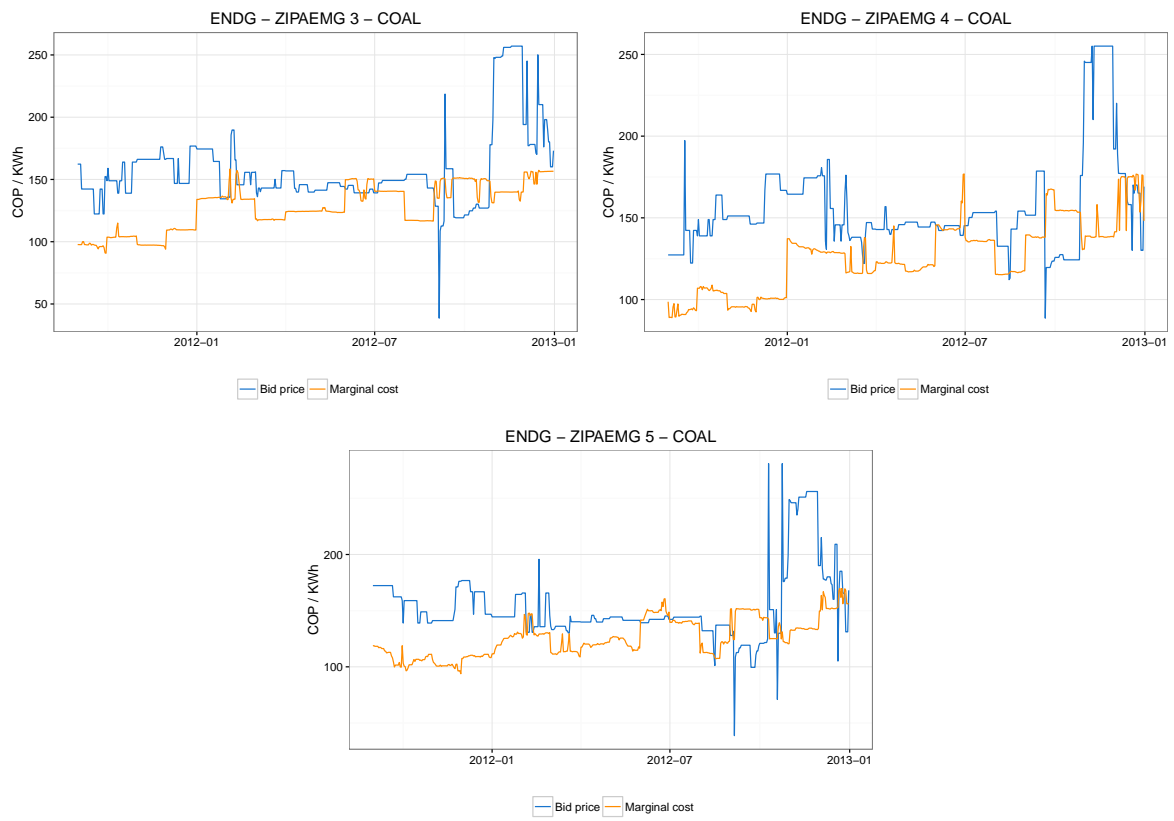 ENDG – ZIPAEMG 3 – COAL
COP / KWh
250
200
150
100
50
2012–01
2012–07
2013–01
Bid price
Marginal cost
ENDG – ZIPAEMG 4 – COAL
COP / KWh
250
200
150
100
2012–01
2012–07
2013–01
Bid price
Marginal cost
ENDG – ZIPAEMG 5 – COAL
COP / KWh
200
100
2012–01
2012–07
2013–01
Bid price
Marginal cost